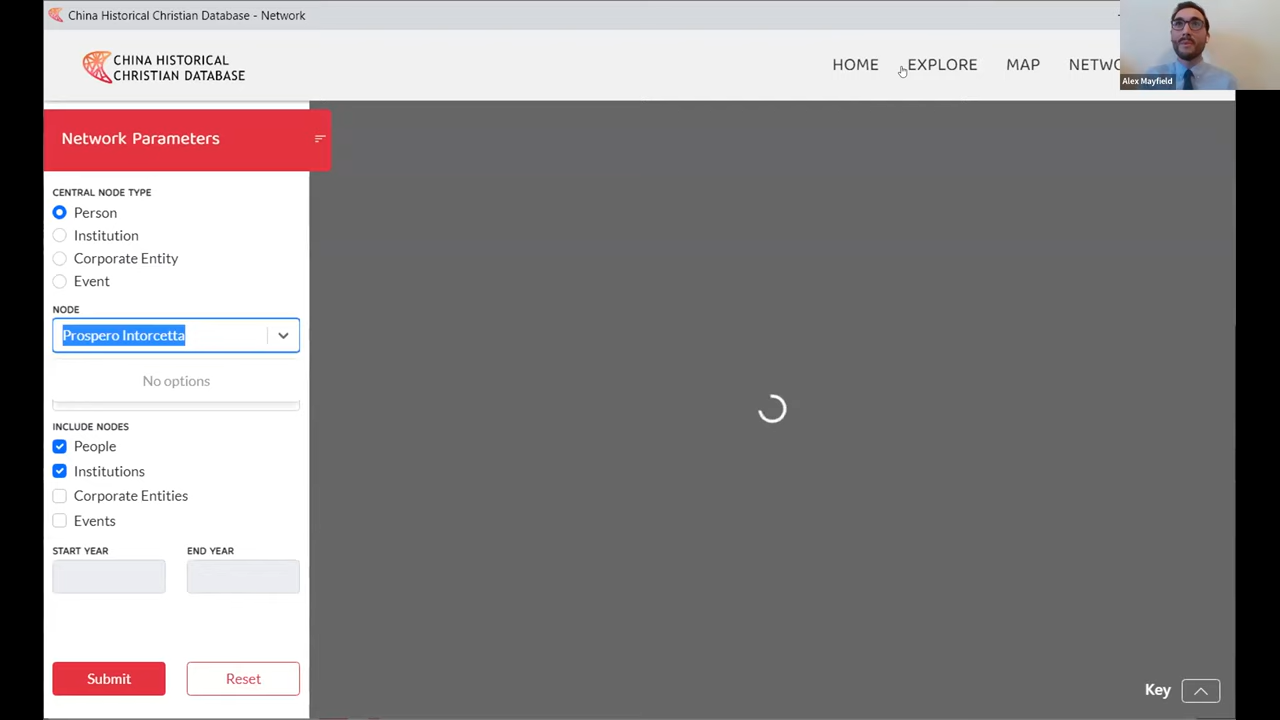 China Historical Christian Database - Network
CHINA HISTORICAL
CHRISTIAN DATABASE
HOME
EXPLORE
MAP
NETWO
Alex Mayfield
Network Parameters
CENTRAL NODE TYPE
Person
Institution
Corporate Entity
Event
NODE
Prospero Intorcetta
No options
INCLUDE NODES
People
Institutions
Corporate Entities
Events
START YEAR
END YEAR
Submit
Reset
Key